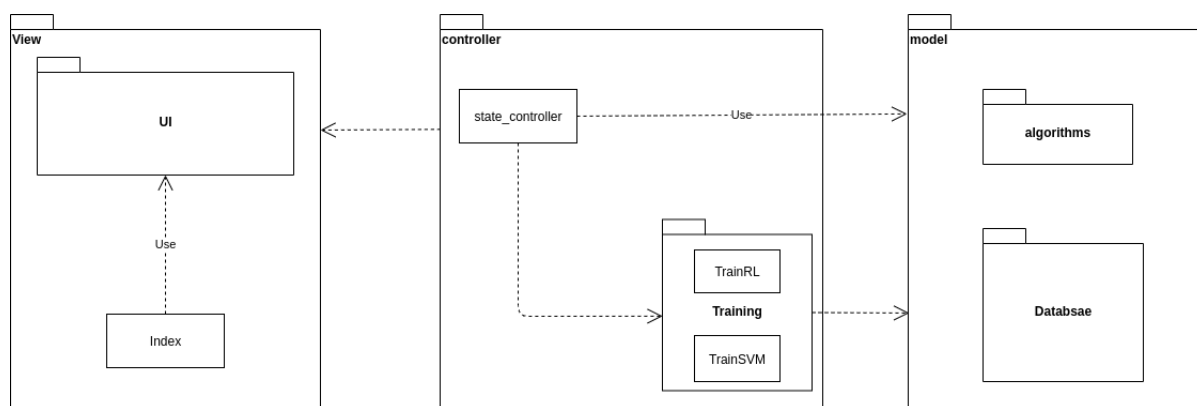 View
UI
Use
Index
controller
state_controller
Use
TrainRL
Training
TrainSVM
model
algorithms
Databsae